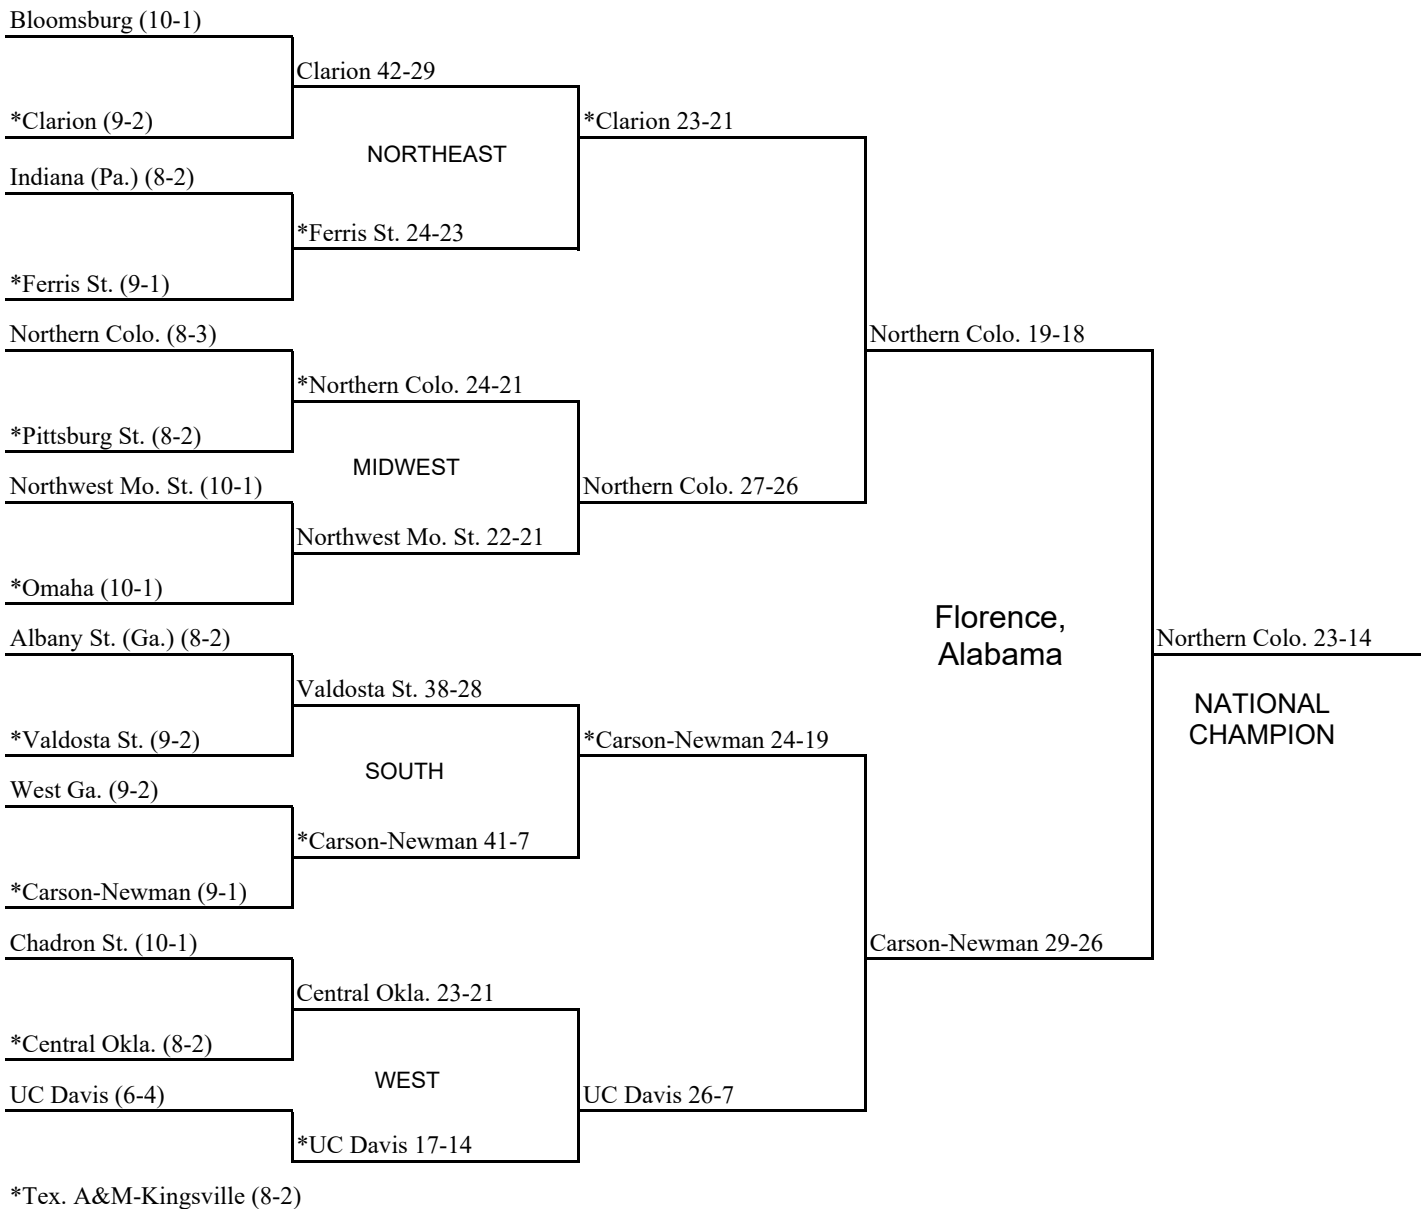 Bloomsburg (10-1)
Clarion 42-29
*Clarion (9-2)
*Clarion 23-21
NORTHEAST
Indiana (Pa.) (8-2)
*Ferris St. 24-23
*Ferris St. (9-1)
Northern Colo. (8-3)
Northern Colo. 19-18
*Northern Colo. 24-21
*Pittsburg St. (8-2)
MIDWEST
Northwest Mo. St. (10-1)
Northern Colo. 27-26
Northwest Mo. St. 22-21
*Omaha (10-1)
Florence,
Alabama
Albany St. (Ga.) (8-2)
Northern Colo. 23-14
Valdosta St. 38-28
NATIONAL
CHAMPION
*Valdosta St. (9-2)
*Carson-Newman 24-19
SOUTH
West Ga. (9-2)
*Carson-Newman 41-7
*Carson-Newman (9-1)
Chadron St. (10-1)
Carson-Newman 29-26
Central Okla. 23-21
*Central Okla. (8-2)
WEST
UC Davis (6-4)
UC Davis 26-7
*UC Davis 17-14
*Tex. A&M-Kingsville (8-2)